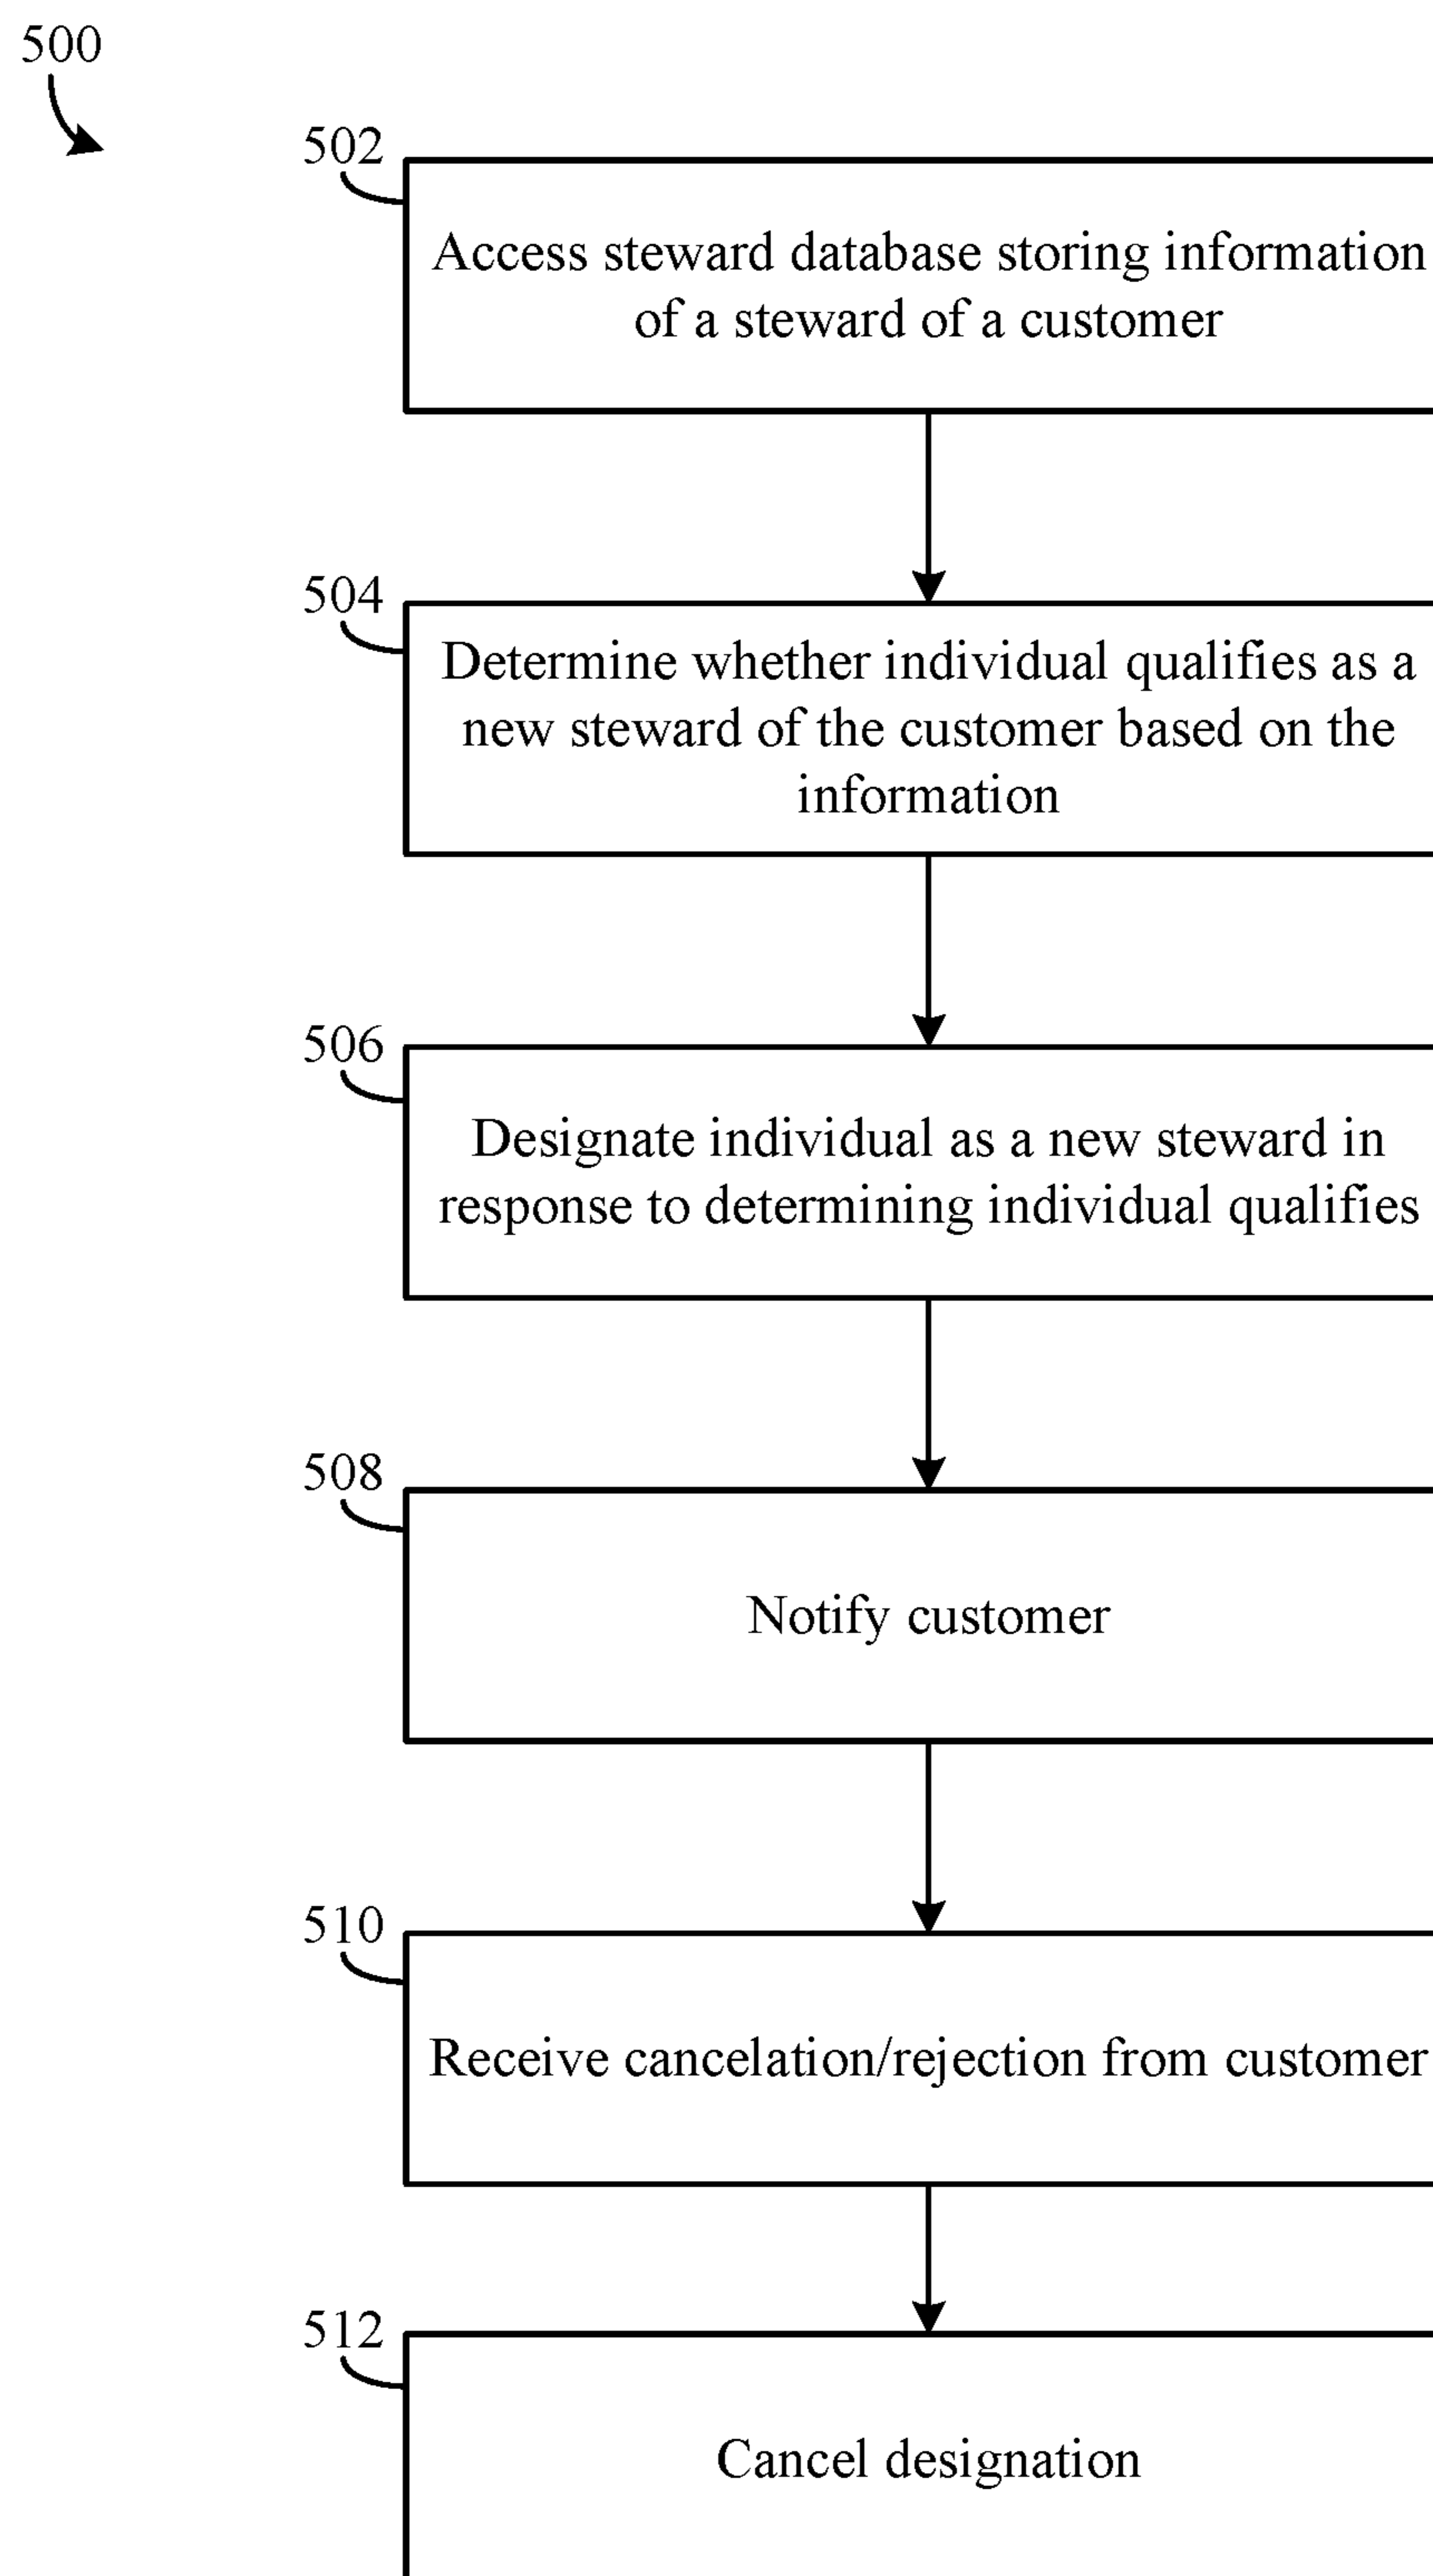 500
502
Access steward database storing information
of a steward of a customer
504
Determine whether individual qualifies as a
new steward of the customer based on the
information
506
Designate individual as a new steward in
response to determining individual qualifies
508
Notify customer
510
Receive cancelation/rejection from customer
512
Cancel designation